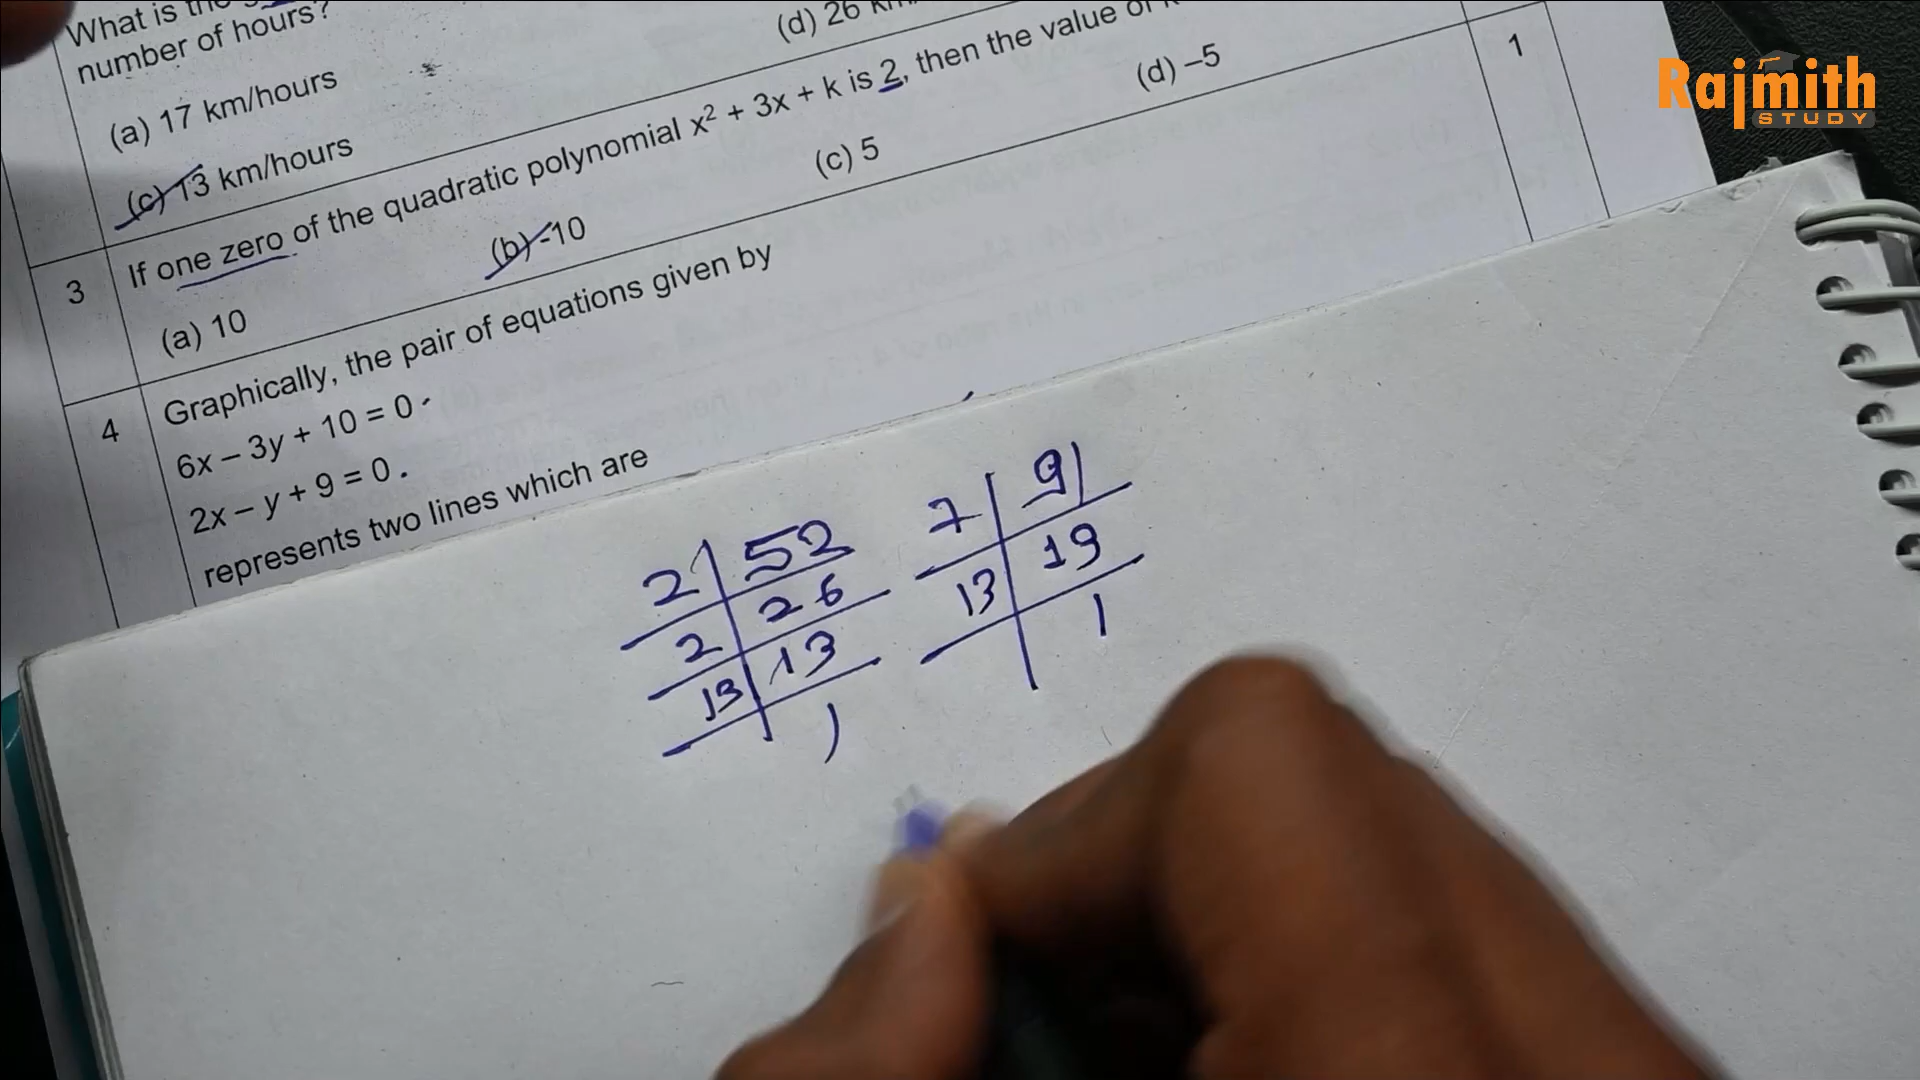 What is the
number of hours?
(d) 26
(a) 17 km/hours
(c) 13 km/hours
3 If one zero of the quadratic polynomial x² + 3x + k is 2, then the value of 1
(a) 10 (b) -10 (c) 5 (d) –5
4 Graphically, the pair of equations given by
6x – 3y + 10 = 0
2x – y + 9 = 0
represents two lines which are
2 52
2 26
13 13
1
7 91
13 19
1
Rajmith
STUDY